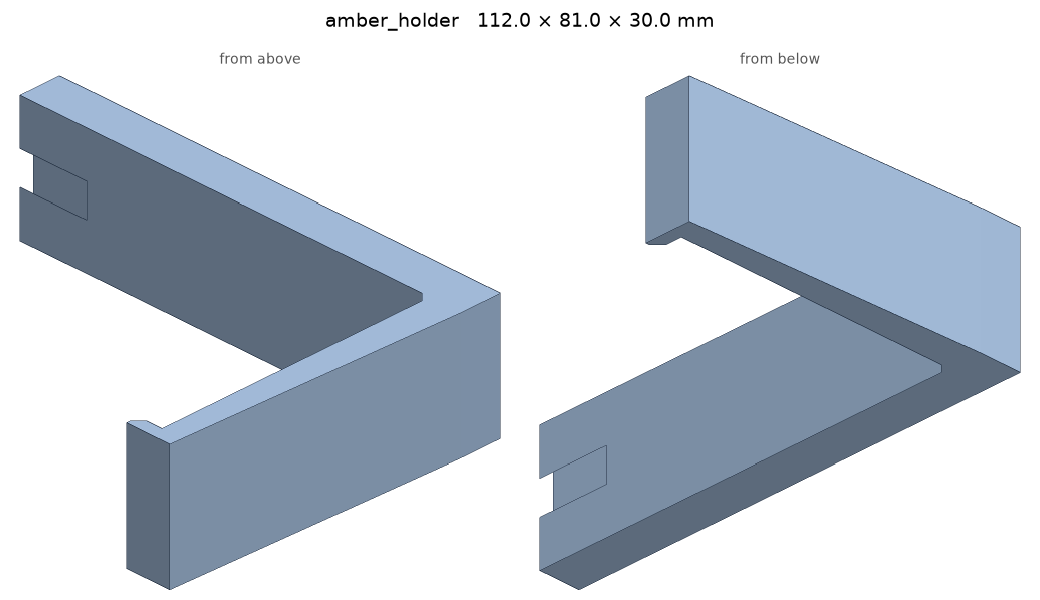 amber_holder   112.0 × 81.0 × 30.0 mm
from above
from below